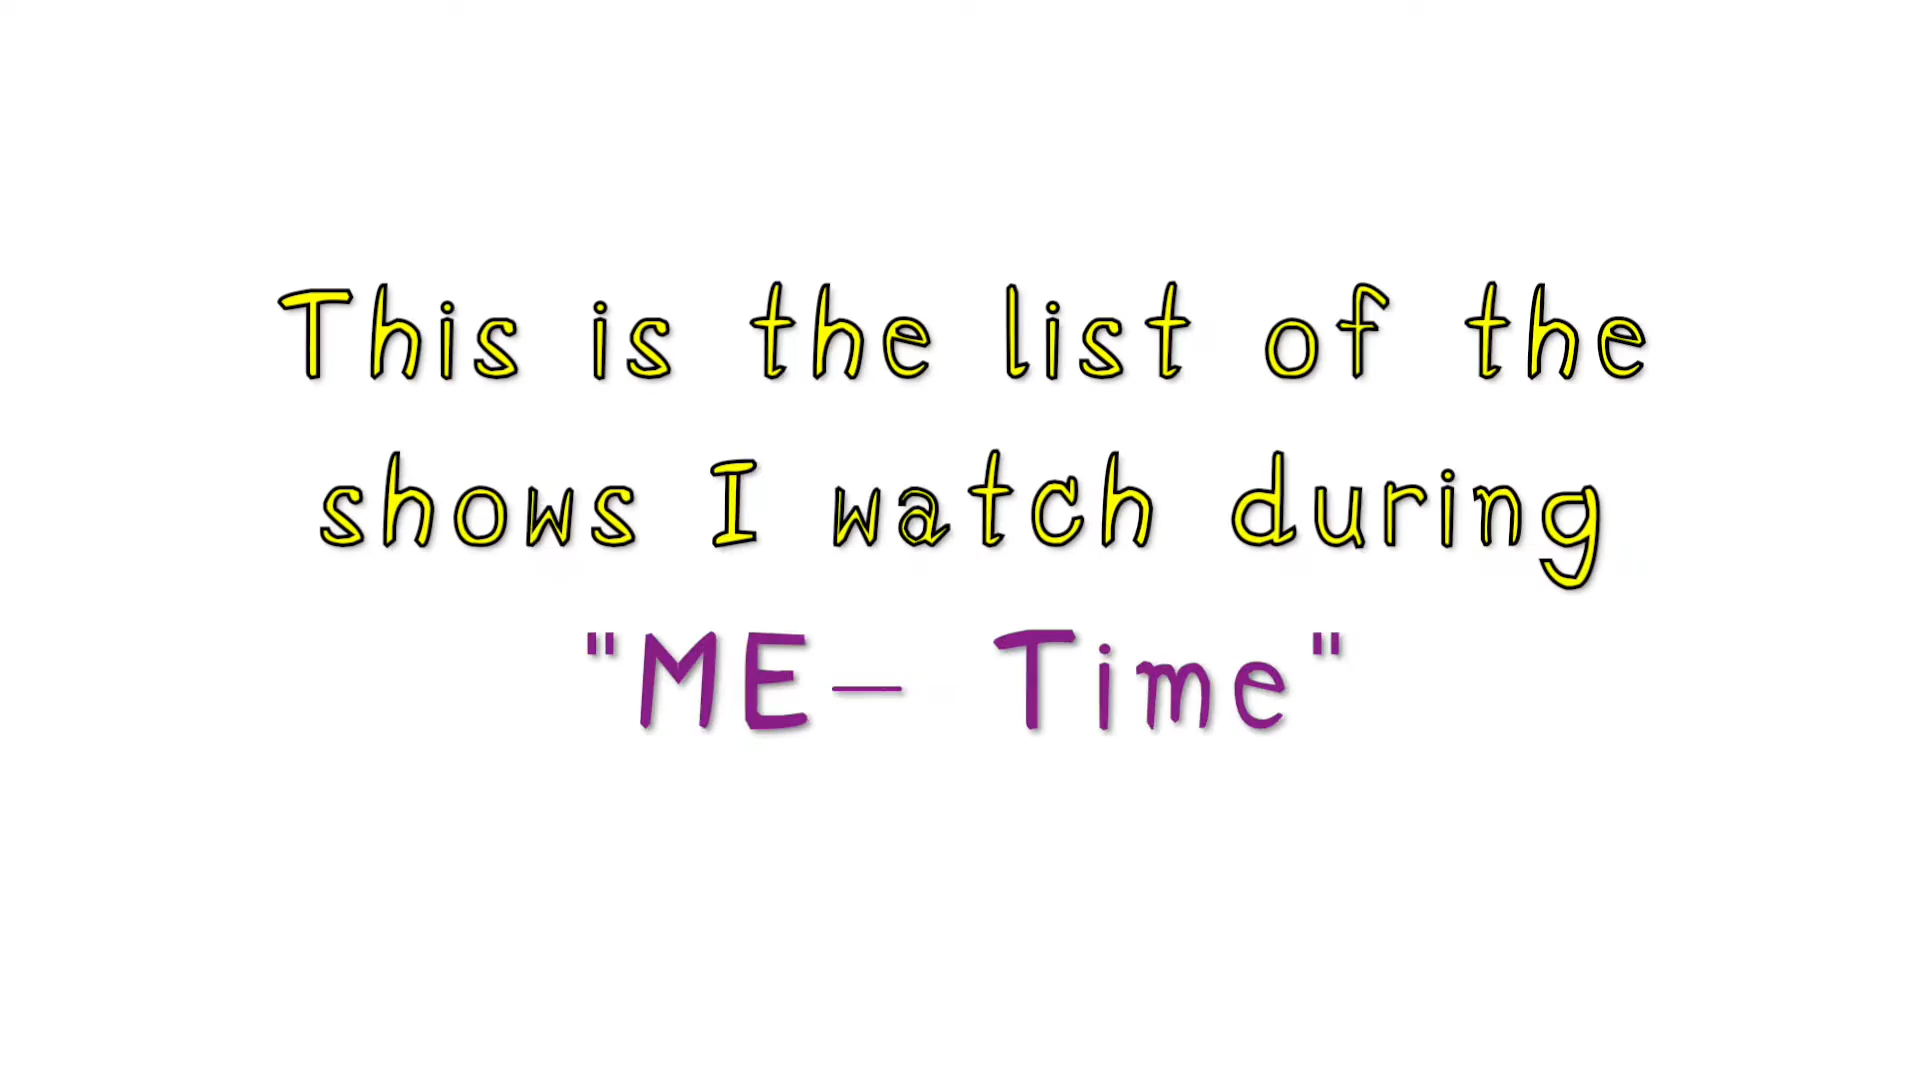 This is the list of the
shows I watch during
"ME- Time"